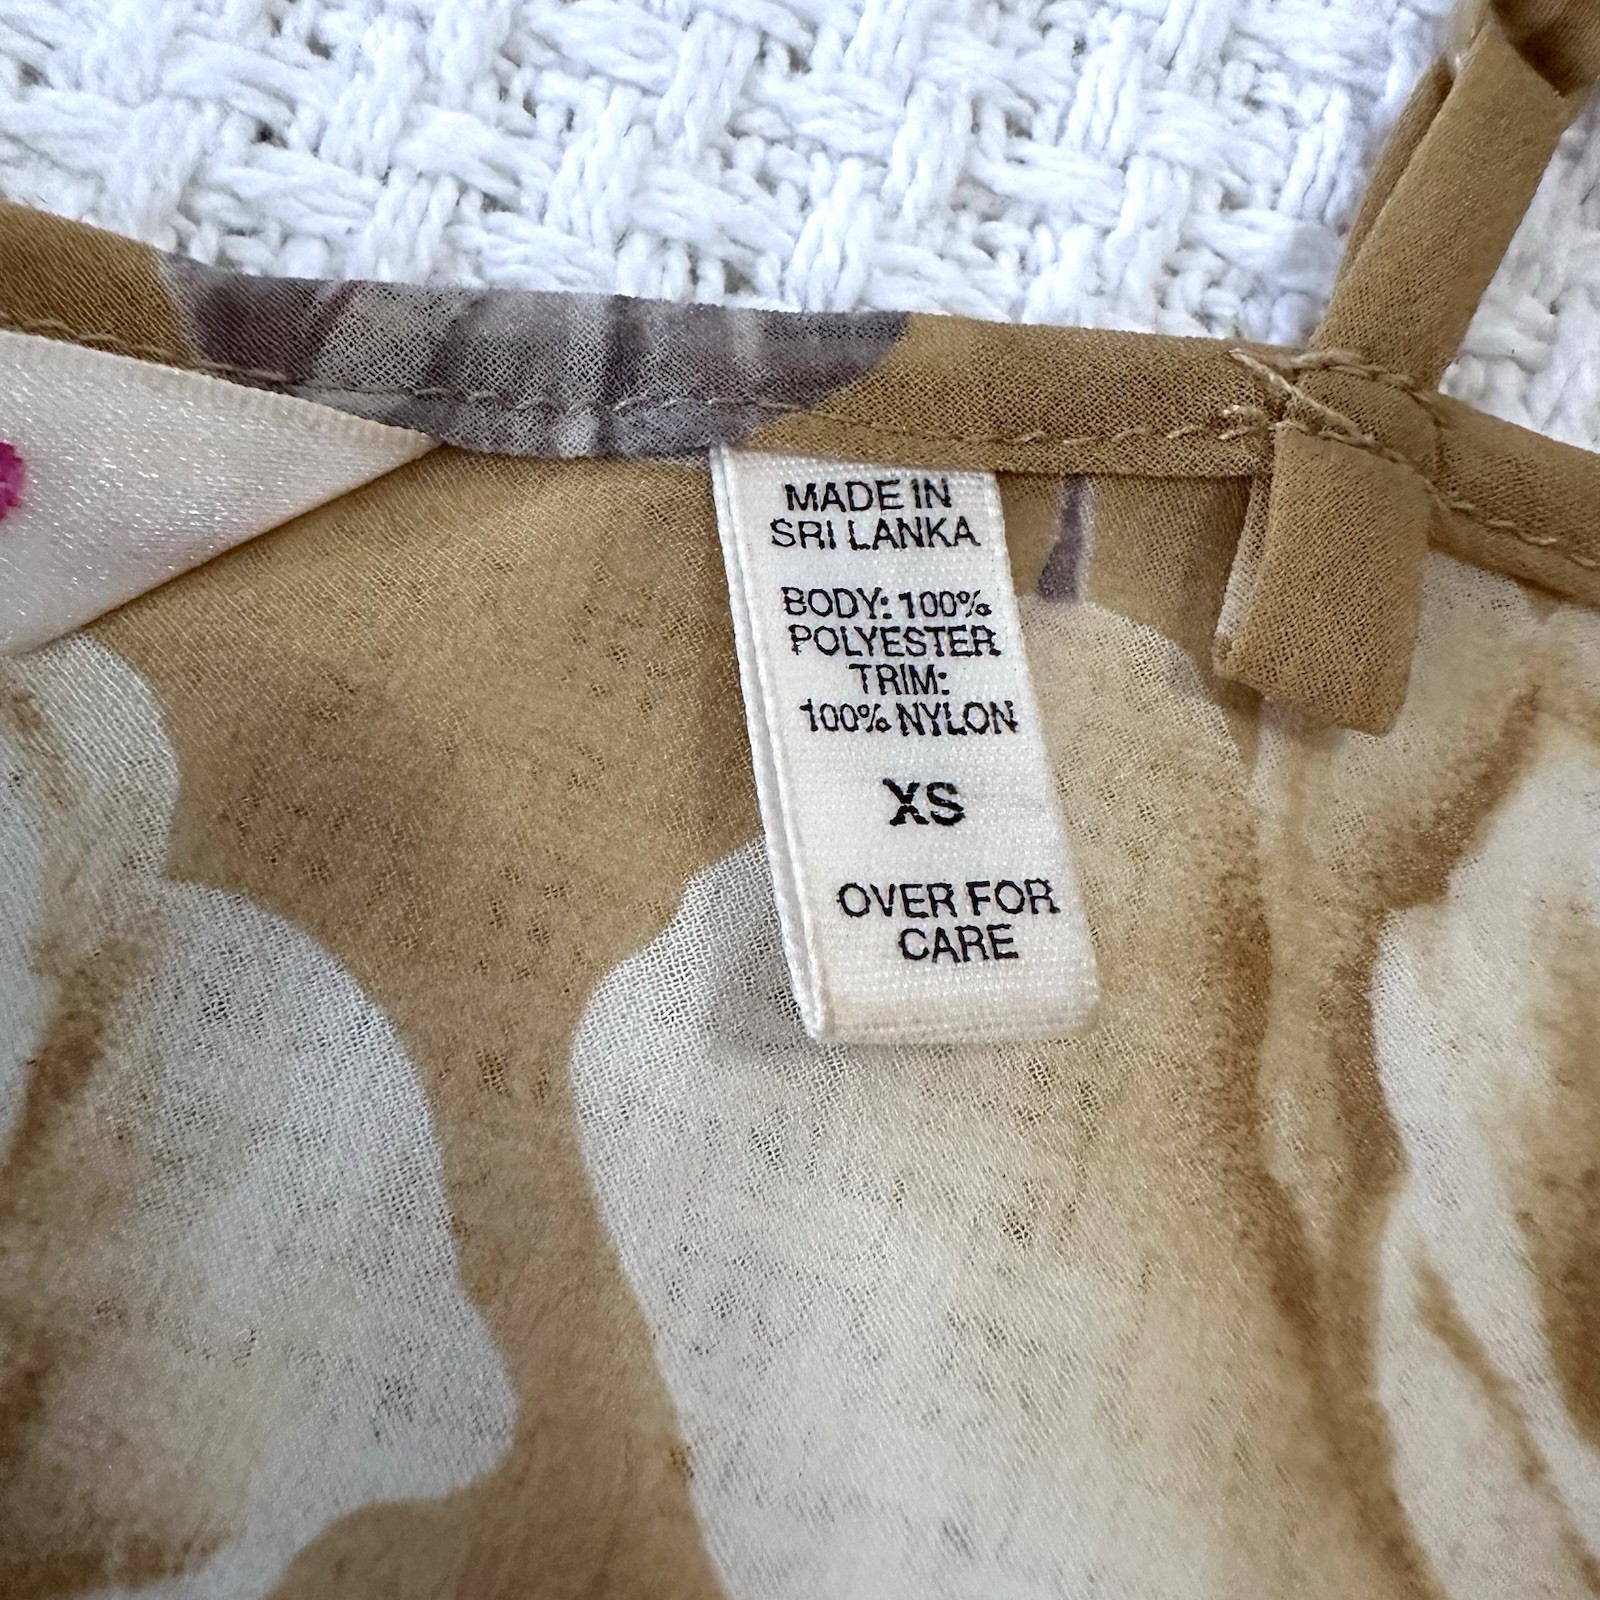 MADE IN
SRI LANKA
BODY: 100%
POLYESTER
TRIM:
100% NYLON
XS
OVER FOR
CARE